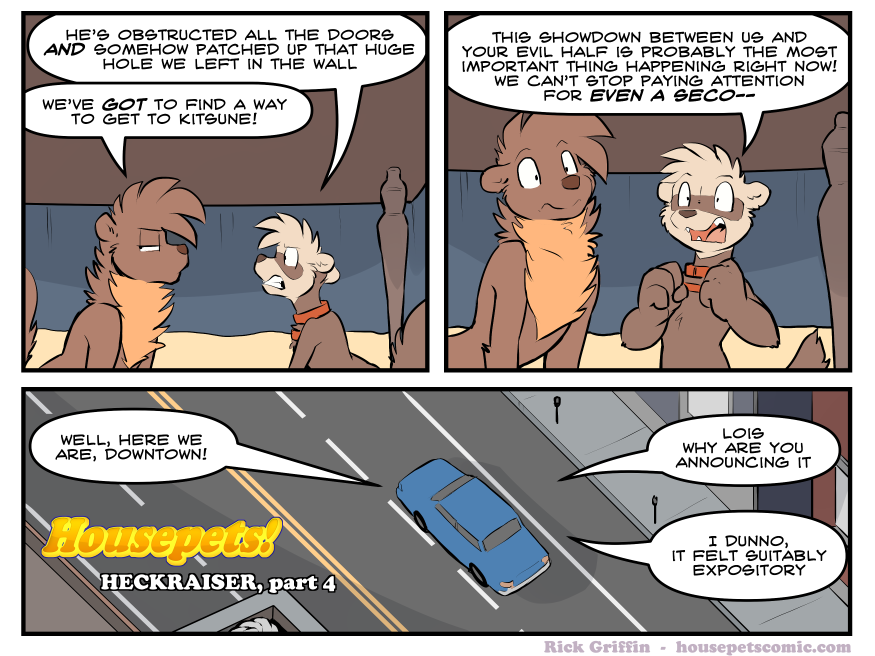 HE'S OBSTRUCTED ALL THE DOORS
AND SOMEHOW PATCHED UP THAT HUGE
HOLE WE LEFT IN THE WALL
WE'VE GOT TO FIND A WAY
TO GET TO KITSUNE!
THIS SHOWDOWN BETWEEN US AND
YOUR EVIL HALF IS PROBABLY THE MOST
IMPORTANT THING HAPPENING RIGHT NOW!
WE CAN'T STOP PAYING ATTENTION
FOR EVEN A SECO--
WELL, HERE WE
ARE, DOWNTOWN!
LOIS
WHY ARE YOU
ANNOUNCING IT
I DUNNO,
IT FELT SUITABLY
EXPOSITORY
Housepets!
HECKRAISER, part 4
Rick Griffin - housepetscomic.com